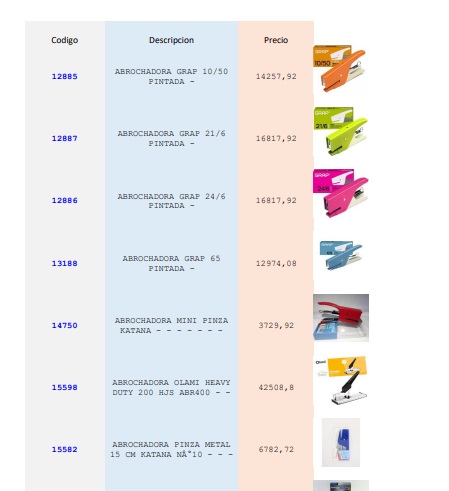 Codigo Descripcion Precio
12885 ABROCHADORA GRAP 10/50 14257,92
PINTADA -
10/50
12887 ABROCHADORA GRAP 21/6 16817,92
PINTADA -
21/6
12886 ABROCHADORA GRAP 24/6 16817,92
PINTADA -
24/6
13188 ABROCHADORA GRAP 65 12974,08
PINTADA -
14750 ABROCHADORA MINI PINZA 3729,92
KATANA - - - - - - -
15598 ABROCHADORA OLAMI HEAVY 42508,8
DUTY 200 HJS ABR400 - -
15582 ABROCHADORA PINZA METAL 6782,72
15 CM KATANA NÂ°10 - - -